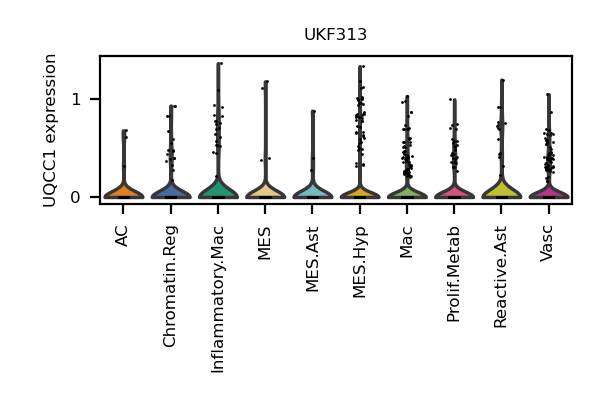 UKF313
UQCC1 expression
1
0
AC
Chromatin.Reg
Inflammatory.Mac
MES
MES.Ast
MES.Hyp
Mac
Prolif.Metab
Reactive.Ast
Vasc